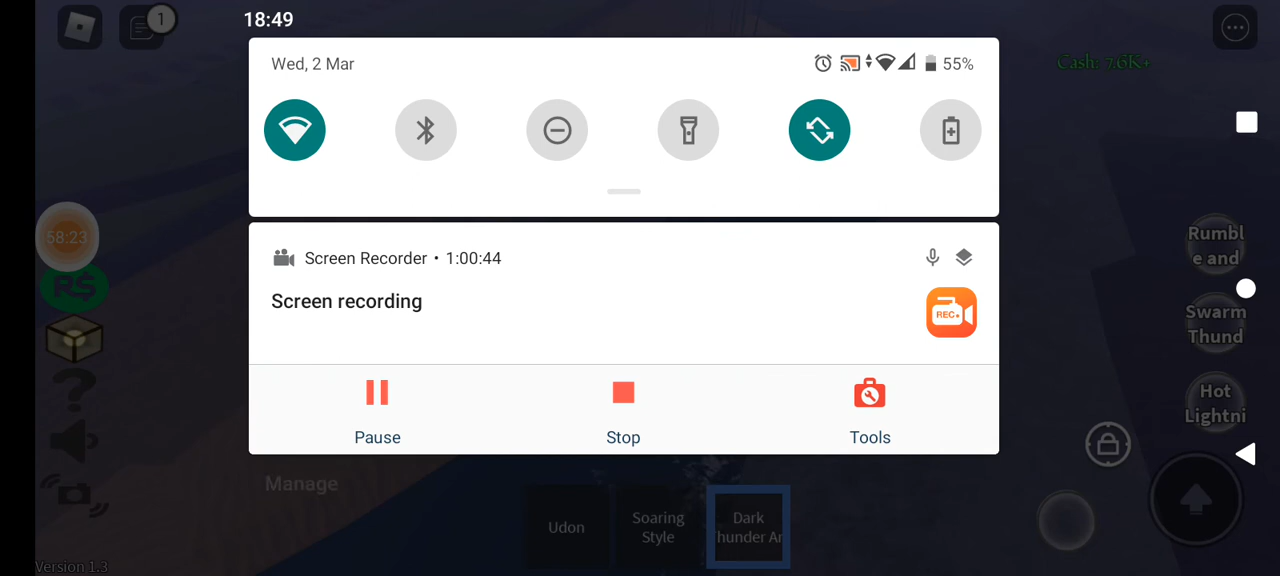 1
18:49
Wed, 2 Mar
55%
Cash: 7.6K+
58:23
R$
Screen Recorder • 1:00:44
Screen recording
REC
Pause
Stop
Tools
Rumbl
e and
Swarm
Thund
Hot
Lightni
Manage
Udon
Soaring
Style
Dark
hunder Ar
Version 1.3